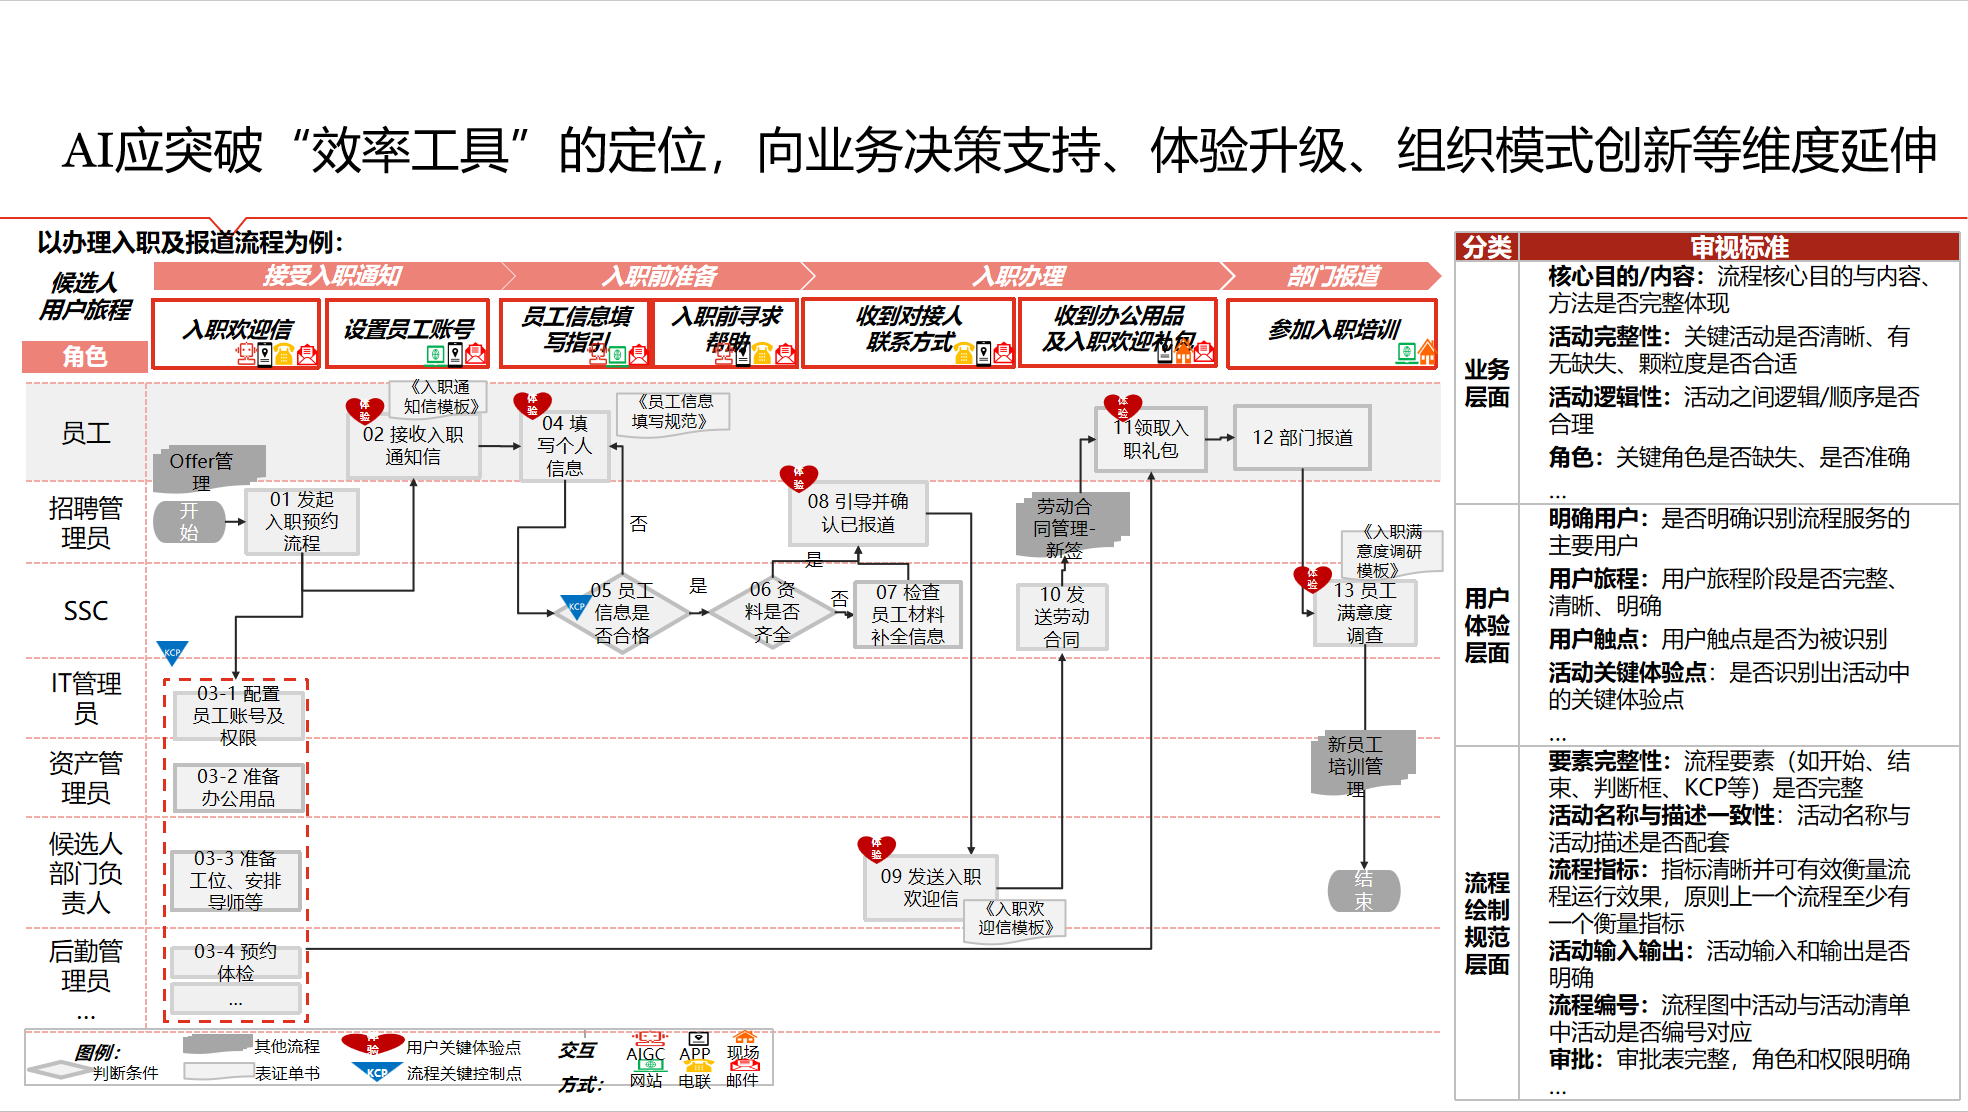 AI应突破“效率工具”的定位，向业务决策支持、体验升级、组织模式创新等维度延伸
以办理入职及报道流程为例：
候选人
用户旅程
接受入职通知
入职前准备
入职办理
部门报道
入职欢迎信
设置员工账号
员工信息填
写指引
入职前寻求
帮助
收到对接人
联系方式
收到办公用品
及入职欢迎礼包
参加入职培训
角色
员工
招聘管
理员
SSC
IT管理
员
资产管
理员
候选人
部门负
责人
后勤管
理员
...
Offer管
理
开
始
01 发起
入职预约
流程
体
验
《入职通
知信模板》
02 接收入职
通知信
体
验
04 填
写个人
信息
《员工信息
填写规范》
否
KCP
05 员工
信息是
否合格
是
06 资
料是否
齐全
是
否
07 检查
员工材料
补全信息
体
验
08 引导并确
认已报道
KCP
03-1 配置
员工账号及
权限
03-2 准备
办公用品
03-3 准备
工位、安排
导师等
03-4 预约
体检
...
体
验
09 发送入职
欢迎信
《入职欢
迎信模板》
10 发
送劳动
合同
劳动合
同管理-
新签
体
验
11领取入
职礼包
12 部门报道
《入职满
意度调研
模板》
体
验
13 员工
满意度
调查
新员工
培训管
理
结
束
图例：
判断条件
其他流程
表证单书
体
验
用户关键体验点
KCP
流程关键控制点
交互
方式：
AIGC
APP
现场
网站
电联
邮件
分类
审视标准
业务
层面
核心目的/内容：流程核心目的与内容、
方法是否完整体现
活动完整性：关键活动是否清晰、有
无缺失、颗粒度是否合适
活动逻辑性：活动之间逻辑/顺序是否
合理
角色：关键角色是否缺失、是否准确
...
用户
体验
层面
明确用户：是否明确识别流程服务的
主要用户
用户旅程：用户旅程阶段是否完整、
清晰、明确
用户触点：用户触点是否为被识别
活动关键体验点：是否识别出活动中
的关键体验点
...
流程
绘制
规范
层面
要素完整性：流程要素（如开始、结
束、判断框、KCP等）是否完整
活动名称与描述一致性：活动名称与
活动描述是否配套
流程指标：指标清晰并可有效衡量流
程运行效果，原则上一个流程至少有
一个衡量指标
活动输入输出：活动输入和输出是否
明确
流程编号：流程图中活动与活动清单
中活动是否编号对应
审批：审批表完整，角色和权限明确
...